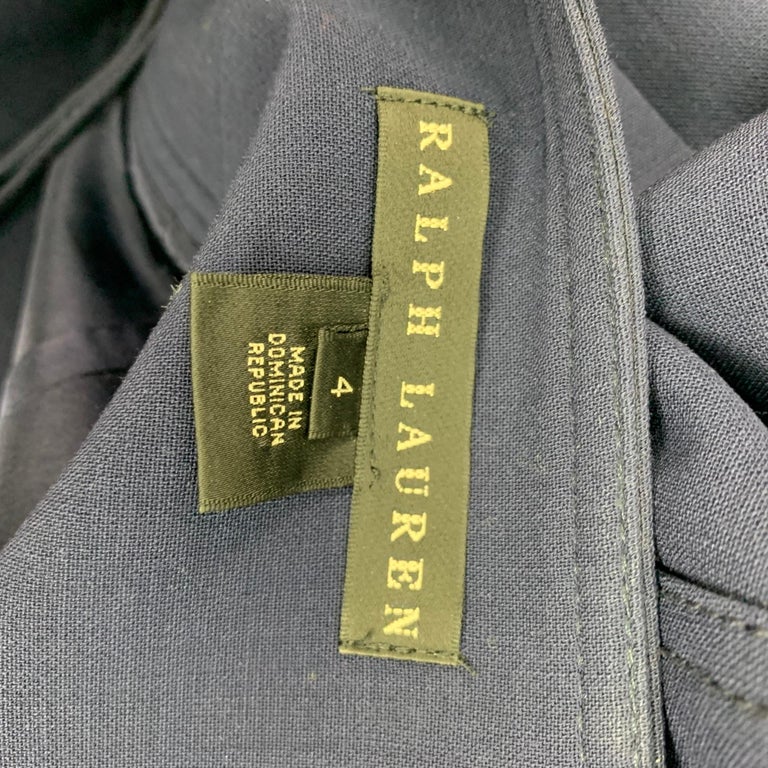 RALPH LAUREN
4
MADE IN
DOMINICAN
REPUBLIC